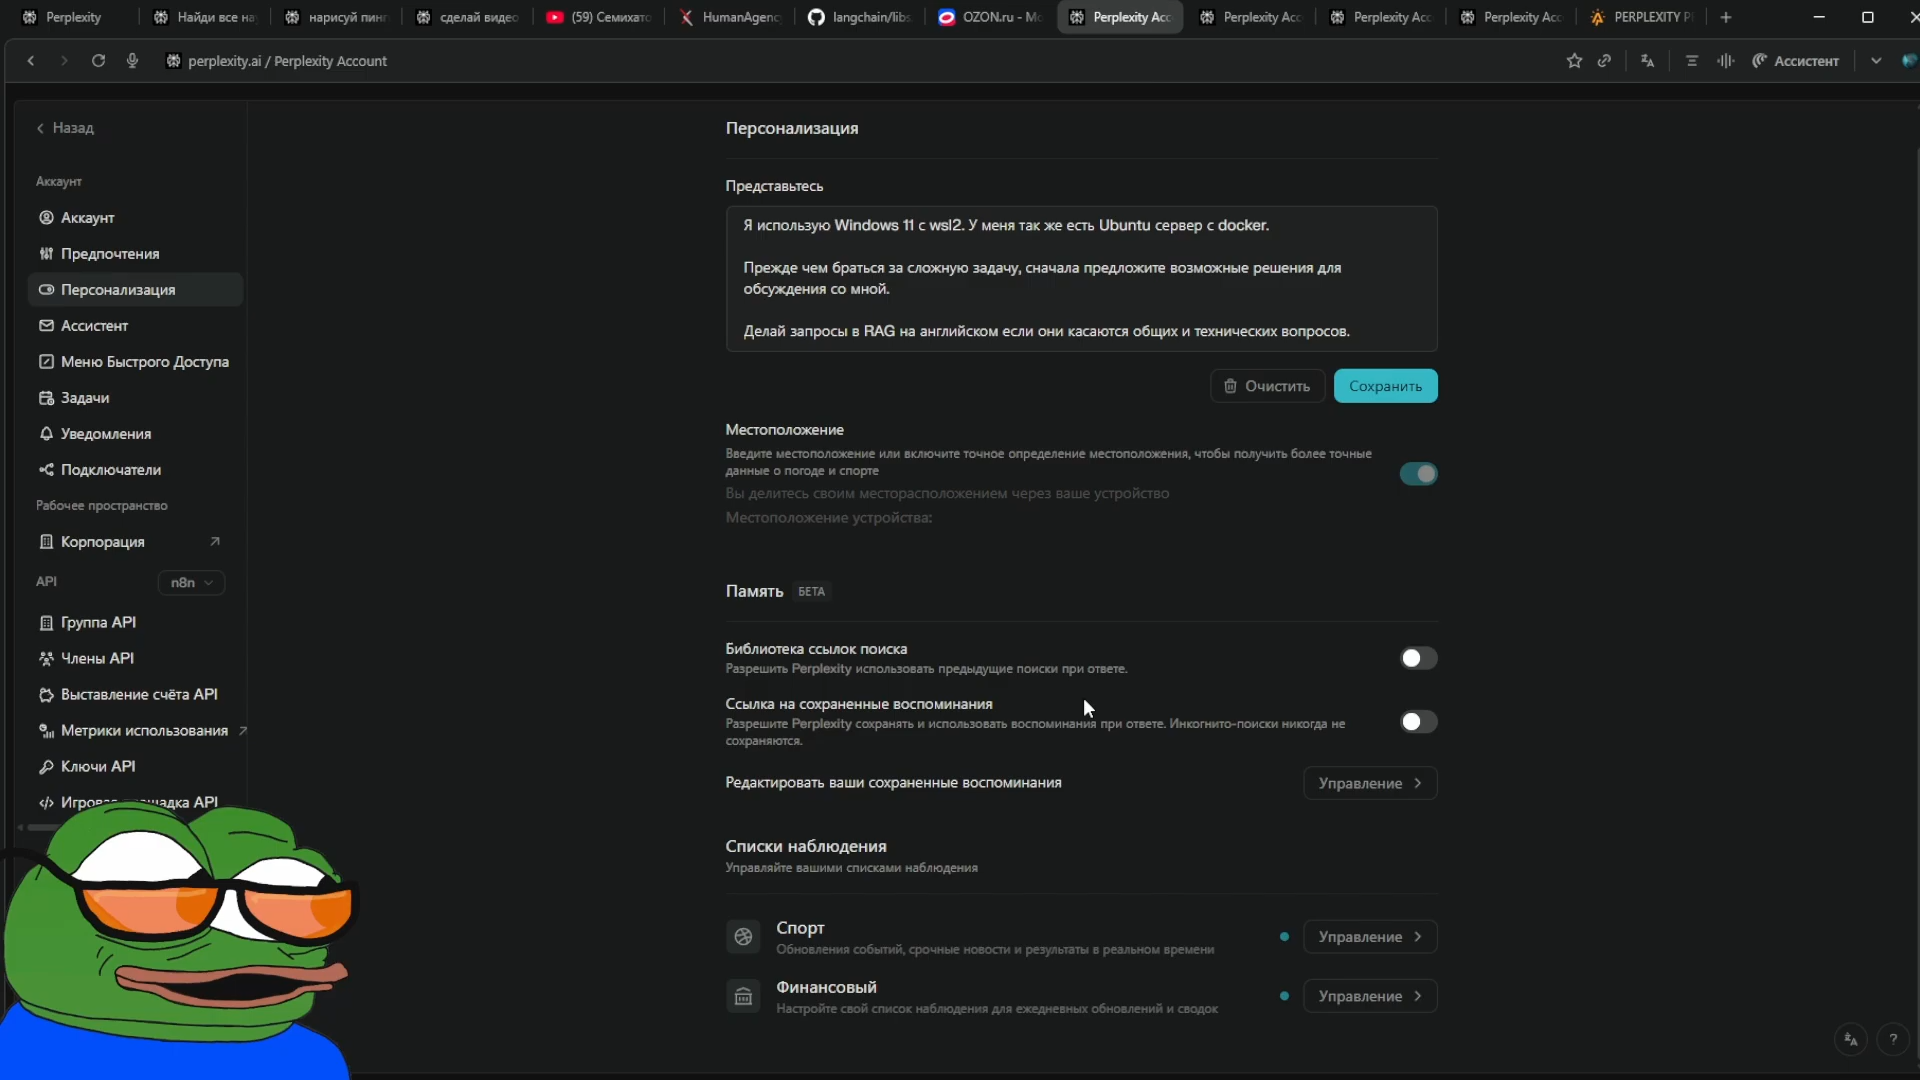 Perplexity
Найди все на
нарисуй пинг
сделай видео
(59) Семихато
HumanAgenc
langchain/libs
OZON.ru - Мо
Perplexity Acc
Perplexity Acc
Perplexity Acc
Perplexity Acc
PERPLEXITY P
perplexity.ai / Perplexity Account
Ассистент
Назад
Аккаунт
Аккаунт
Предпочтения
Персонализация
Ассистент
Меню Быстрого Доступа
Задачи
Уведомления
Подключатели
Рабочее пространство
Корпорация
API
n8n
Группа API
Члены API
Выставление счёта API
Метрики использования
Ключи API
API
Персонализация
Представьтесь
Я использую Windows 11 с wsl2. У меня так же есть Ubuntu сервер с docker.
Прежде чем браться за сложную задачу, сначала предложите возможные решения для
обсуждения со мной.
Делай запросы в RAG на английском если они касаются общих и технических вопросов.
Очистить
Сохранить
Местоположение
Введите местоположение или включите точное определение местоположения, чтобы получить более точные
данные о погоде и спорте
Вы делитесь своим месторасположением через ваше устройство
Местоположение устройства:
Память
БЕТА
Библиотека ссылок поиска
Разрешить Perplexity использовать предыдущие поиски при ответе.
Ссылка на сохраненные воспоминания
Разрешите Perplexity сохранять и использовать воспоминания при ответе. Инкогнито-поиски никогда не
сохраняются.
Редактировать ваши сохраненные воспоминания
Управление
Списки наблюдения
Управляйте вашими списками наблюдения
Спорт
Обновления событий, срочные новости и результаты в реальном времени
Управление
Финансовый
Настройте свой список наблюдения для ежедневных обновлений и сводок
Управление